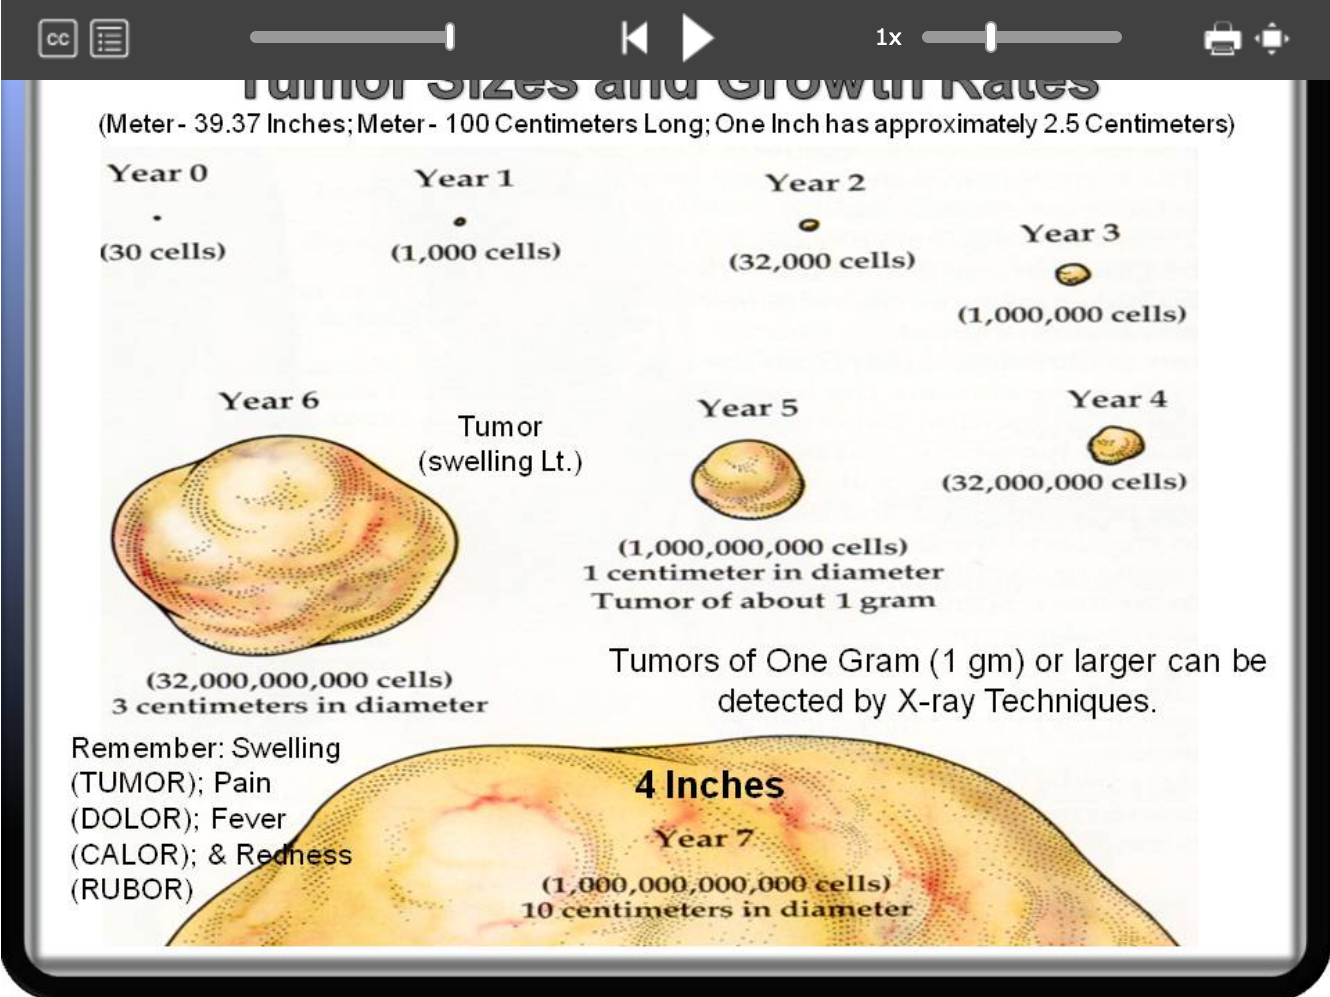 cc
1x
Tumor Sizes and Growth Rates
(Meter- 39.37 Inches; Meter- 100 Centimeters Long; One Inch has approximately 2.5 Centimeters)
Year 0
(30 cells)
Year 1
(1,000 cells)
Year 2
(32,000 cells)
Year 3
(1,000,000 cells)
Year 6
Tumor
(swelling Lt.)
Year 5
Year 4
(32,000,000 cells)
(1,000,000,000 cells)
1 centimeter in diameter
Tumor of about 1 gram
(32,000,000,000 cells)
3 centimeters in diameter
Tumors of One Gram (1 gm) or larger can be
detected by X-ray Techniques.
Remember: Swelling
(TUMOR); Pain
(DOLOR); Fever
(CALOR); & Redness
(RUBOR)
4 Inches
Year 7
(1,000,000,000,000 cells)
10 centimeters in diameter